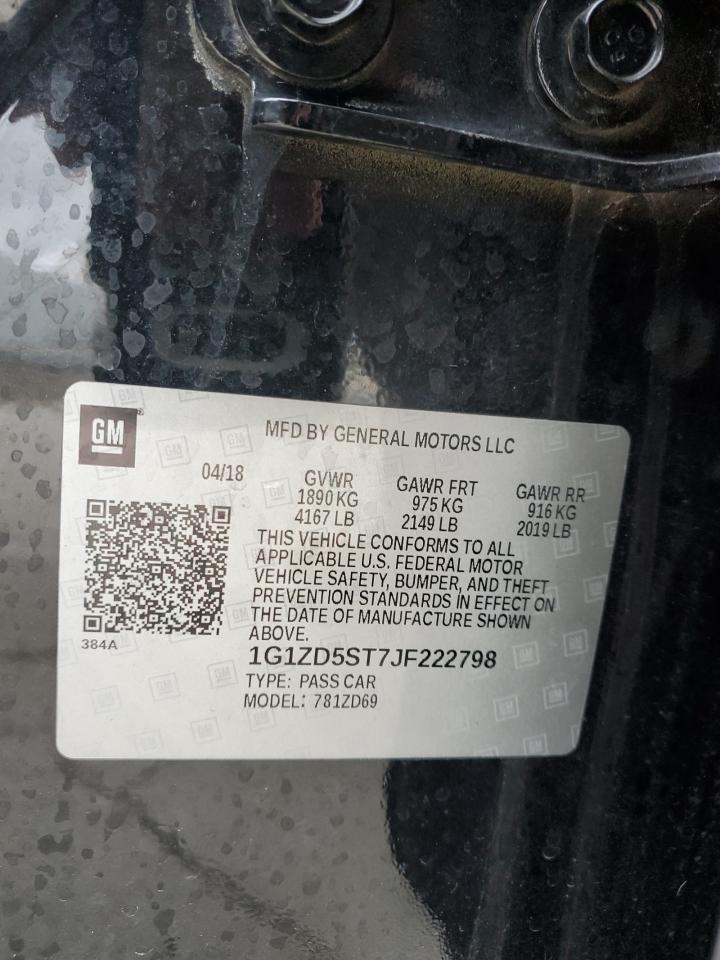 GM
MFD BY GENERAL MOTORS LLC
04/18
GVWR
1890 KG
4167 LB
GAWR FRT
975 KG
2149 LB
GAWR RR
916 KG
2019 LB
THIS VEHICLE CONFORMS TO ALL
APPLICABLE U.S. FEDERAL MOTOR
VEHICLE SAFETY, BUMPER, AND THEFT
PREVENTION STANDARDS IN EFFECT ON
THE DATE OF MANUFACTURE SHOWN
ABOVE.
384A
1G1ZD5ST7JF222798
TYPE: PASS CAR
MODEL: 781ZD69